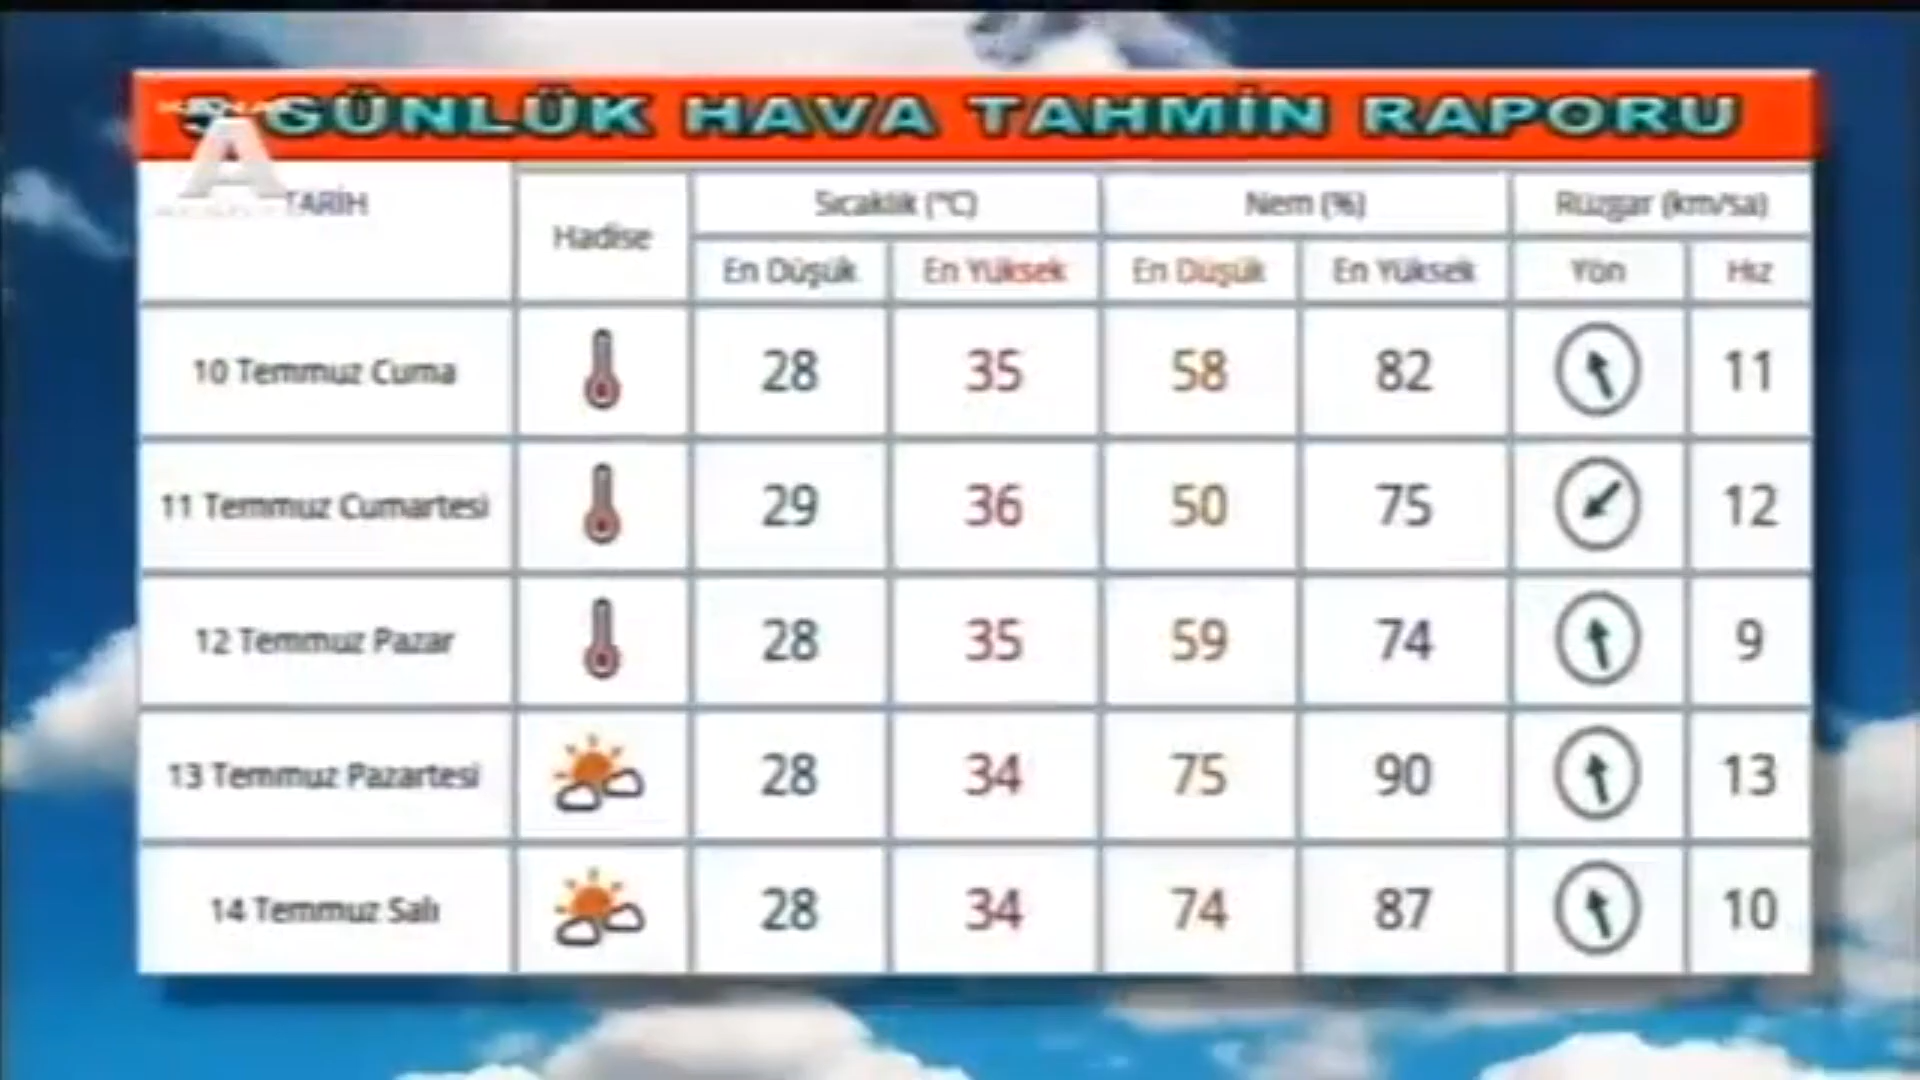 5 GÜNLÜK HAVA TAHMİN RAPORU
A
TARİH Hadise Sıcaklık (°C) Nem (%) Rüzgar (km/sa)
En Düşük En Yüksek En Düşük En Yüksek Yön Hız
10 Temmuz Cuma 28 35 58 82 11
11 Temmuz Cumartesi 29 36 50 75 12
12 Temmuz Pazar 28 35 59 74 9
13 Temmuz Pazartesi 28 34 75 90 13
14 Temmuz Salı 28 34 74 87 10